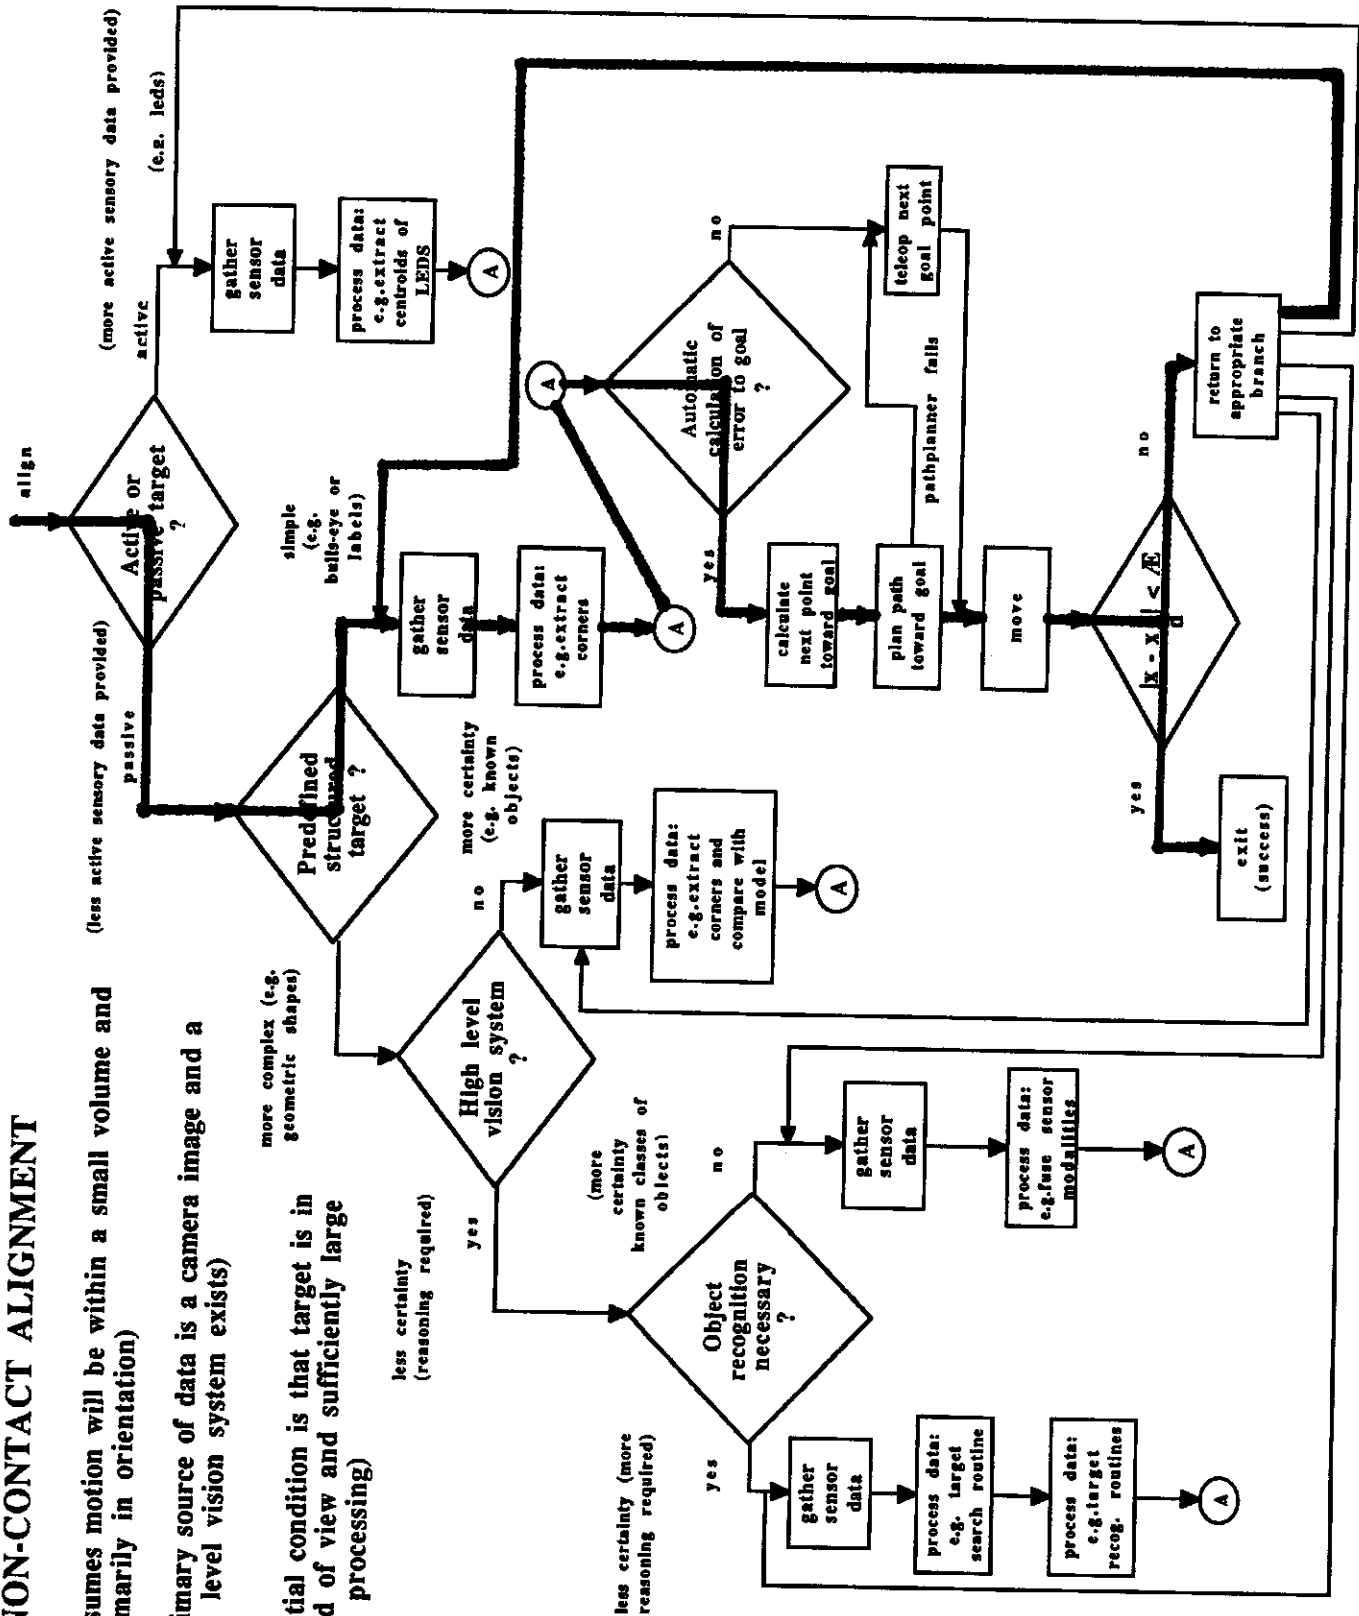 NON-CONTACT ALIGNMENT
sumes motion will be within a small volume and
marily in orientation)
imary source of data is a camera image and a
level vision system exists)
tial condition is that target is in
d of view and sufficiently large
processing)
align
Active or
passive target
?
(less active sensory data provided)
passive
(more active sensory data provided)
active
(e.g. leds)
gather
sensor
data
process data:
e.g.extract
centroids of
LEDS
A
Predefined
structured
target ?
simple
(e.g.
bulls-eye or
labels)
gather
sensor
data
process data:
e.g.extract
corners
A
more complex (e.g.
geometric shapes)
High level
vision system
?
no
more certainty
(e.g. known
objects)
gather
sensor
data
process data:
e.g.extract
corners and
compare with
model
A
less certainty
(reasoning required)
yes
Object
recognition
necessary
?
(more
certainty
known classes of
objects)
no
gather
sensor
data
process data:
e.g.fuse sensor
modalities
A
less certainty (more
reasoning required)
yes
gather
sensor
data
process data:
e.g. target
search routine
process data:
e.g.target
recog. routines
A
A
Automatic
calculation of
error to goal
?
yes
no
calculate
next point
toward goal
plan path
toward goal
pathplanner fails
teleop next
goal point
move
|X - X | < Æ
d
yes
no
exit
(success)
return to
appropriate
branch